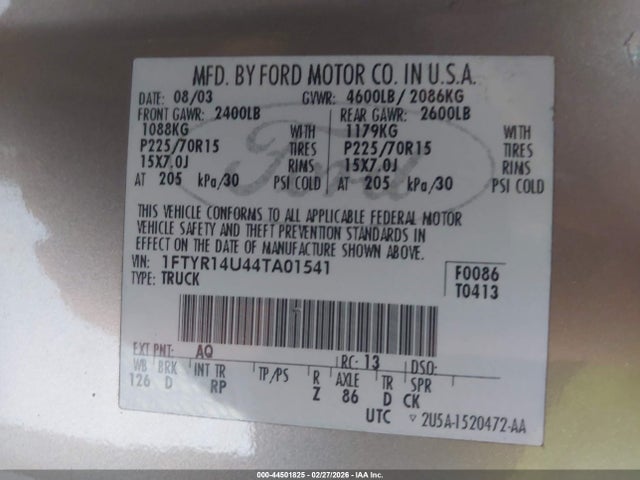 MFD. BY FORD MOTOR CO. IN U.S.A.
DATE: 08/03 GVWR: 4600LB/ 2086KG
FRONT GAWR: 2400LB REAR GAWR: 2600LB
1088KG WITH 1179KG WITH
P225/70R15 TIRES P225/70R15 TIRES
15X7.0J RIMS 15X7.0J RIMS
AT 205 kPa/30 PSI COLD AT 205 kPa/30 PSI COLD
Ford
THIS VEHICLE CONFORMS TO ALL APPLICABLE FEDERAL MOTOR
VEHICLE SAFETY AND THEFT PREVENTION STANDARDS IN
EFFECT ON THE DATE OF MANUFACTURE SHOWN ABOVE.
VIN: 1FTYR14U44TA01541 F0086
TYPE: TRUCK T0413
EXT PNT: AQ RC: 13 DSO:
WB BRK INT TR TP/PS R AXLE TR SPR
126 D RP Z 86 D CK
UTC ▽ 2U5A-1520472-AA
000-44501825 - 02/27/2026 - IAA Inc.